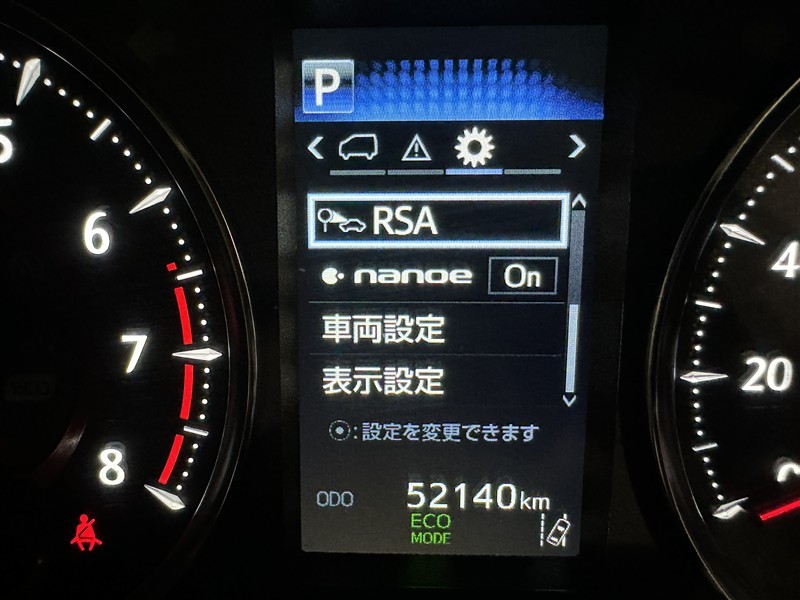 P
RSA
nanoe On
車両設定
表示設定
:設定を変更できます
ODO 52140km
ECO
MODE
5
6
7
8
4
20